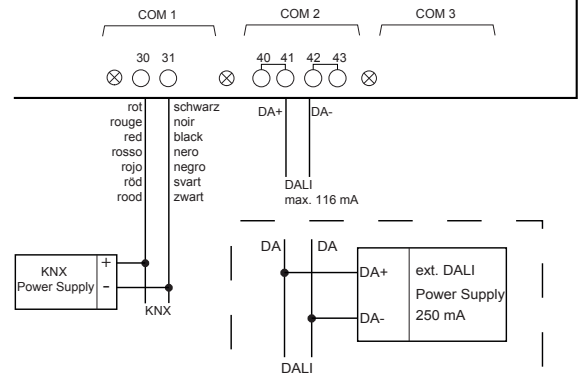 COM 1 COM 2 COM 3
30 31 40 41 42 43
rot schwarz DA+ DA-
rouge noir
red black
rosso nero
rojo negro
röd svart
rood zwart
DALI
max. 116 mA
KNX
Power Supply
+
-
KNX
DA DA
DA+
DA-
ext. DALI
Power Supply
250 mA
DALI